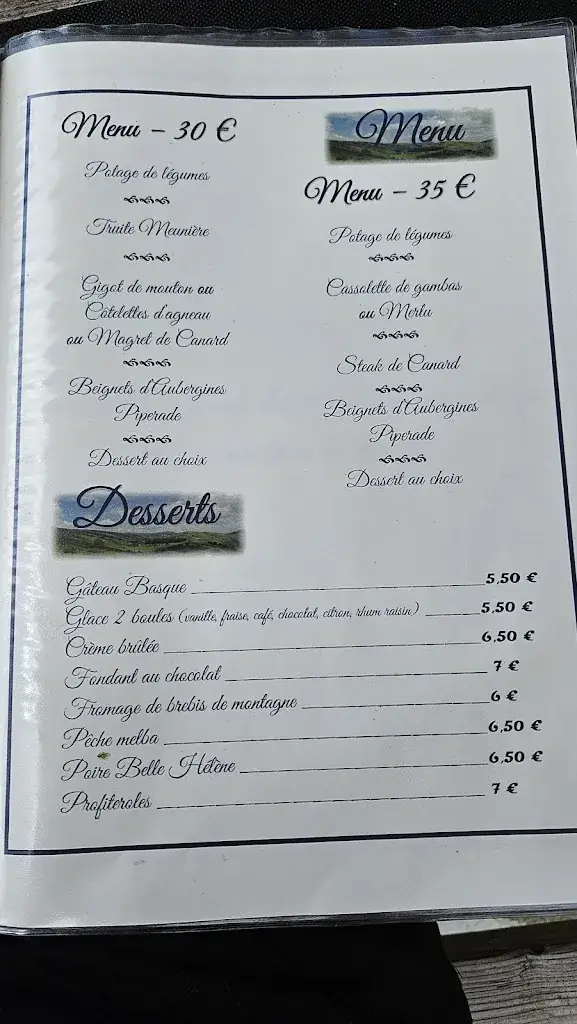 Menu - 30 €
Potage de légumes
Truite Meunière
Gigot de mouton ou
Côtelettes d'agneau
ou Magret de Canard
Beignets d'Aubergines
Piperade
Dessert au choix
Menu
Menu - 35 €
Potage de légumes
Cassolette de gambas
ou Merlu
Steak de Canard
Beignets d'Aubergines
Piperade
Dessert au choix
Desserts
Gâteau Basque 5,50 €
Glace 2 boules (vanille, fraise, café, chocolat, citron, rhum raisin) 5,50 €
Crème brûlée 6,50 €
Fondant au chocolat 7 €
Fromage de brebis de montagne 6 €
Pêche melba 6,50 €
Poire Belle Hélène 6,50 €
Profiteroles 7 €